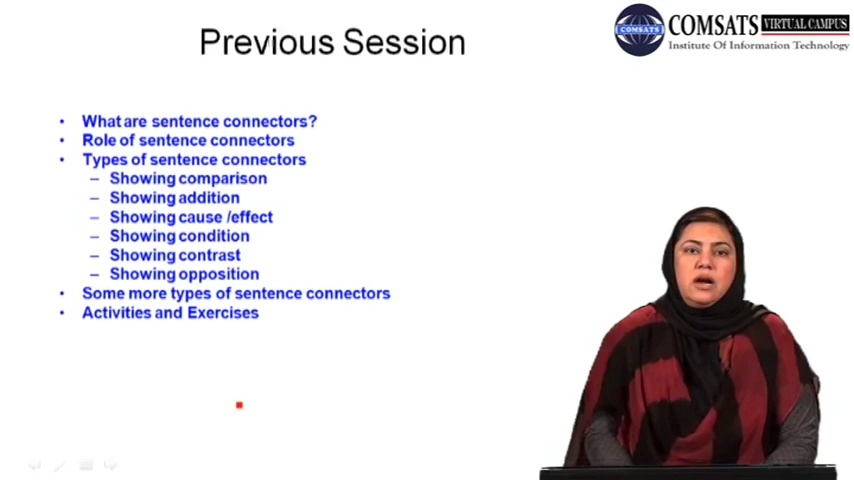 Previous Session
COMSATS
COMSATS VIRTUAL CAMPUS
Institute Of Information Technology
• What are sentence connectors?
• Role of sentence connectors
• Types of sentence connectors
– Showing comparison
– Showing addition
– Showing cause /effect
– Showing condition
– Showing contrast
– Showing opposition
• Some more types of sentence connectors
• Activities and Exercises